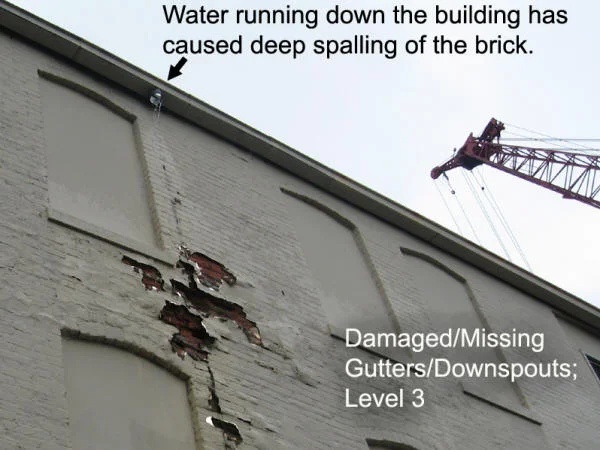 Water running down the building has
caused deep spalling of the brick.
Damaged/Missing
Gutters/Downspouts;
Level 3